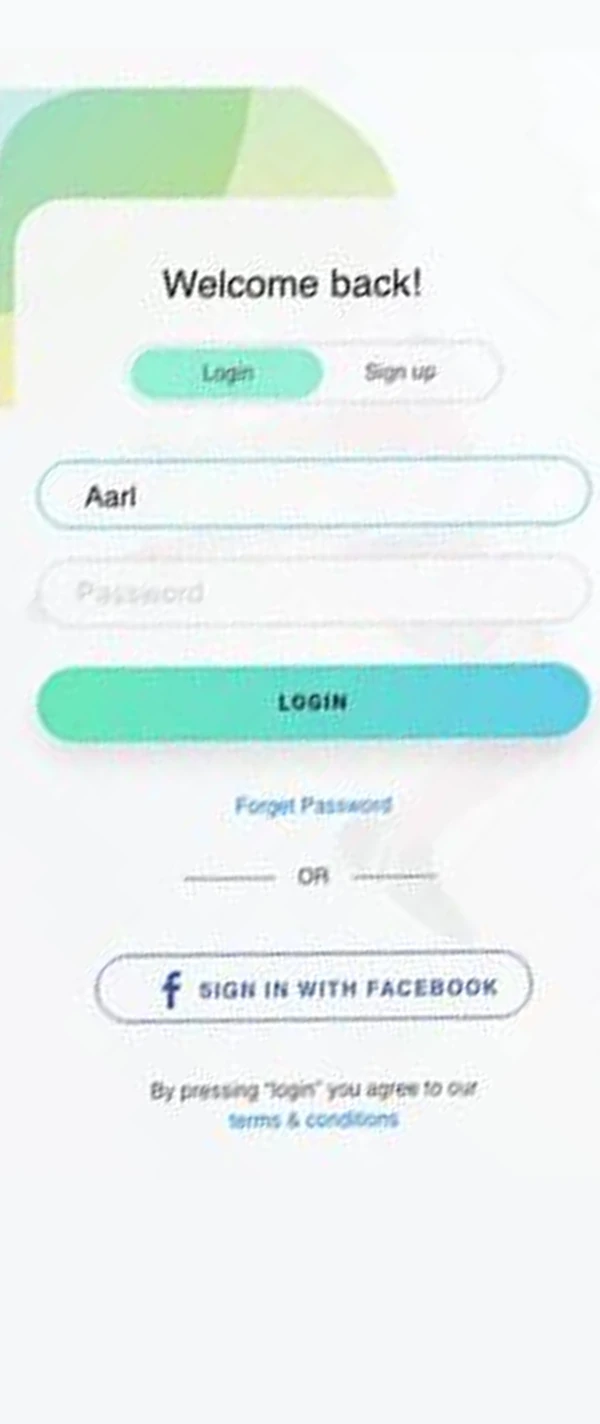 Welcome back!
Login Sign up
Aarl
Password
LOGIN
Forget Password
OR
f SIGN IN WITH FACEBOOK
By pressing "login" you agree to our
terms & conditions